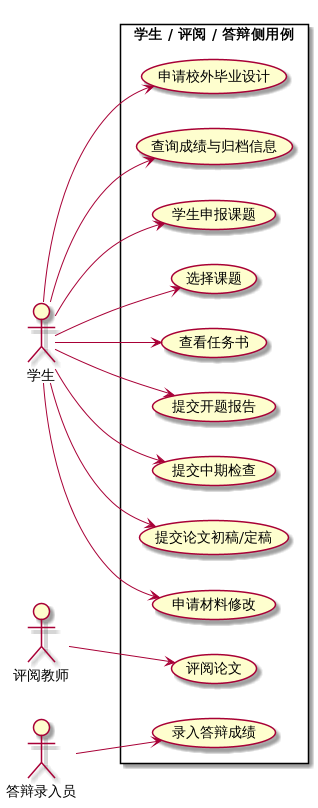 学生 / 评阅 / 答辩侧用例
申请校外毕业设计
查询成绩与归档信息
学生申报课题
选择课题
查看任务书
学生
提交开题报告
提交中期检查
提交论文初稿/定稿
申请材料修改
评阅论文
评阅教师
录入答辩成绩
答辩录入员